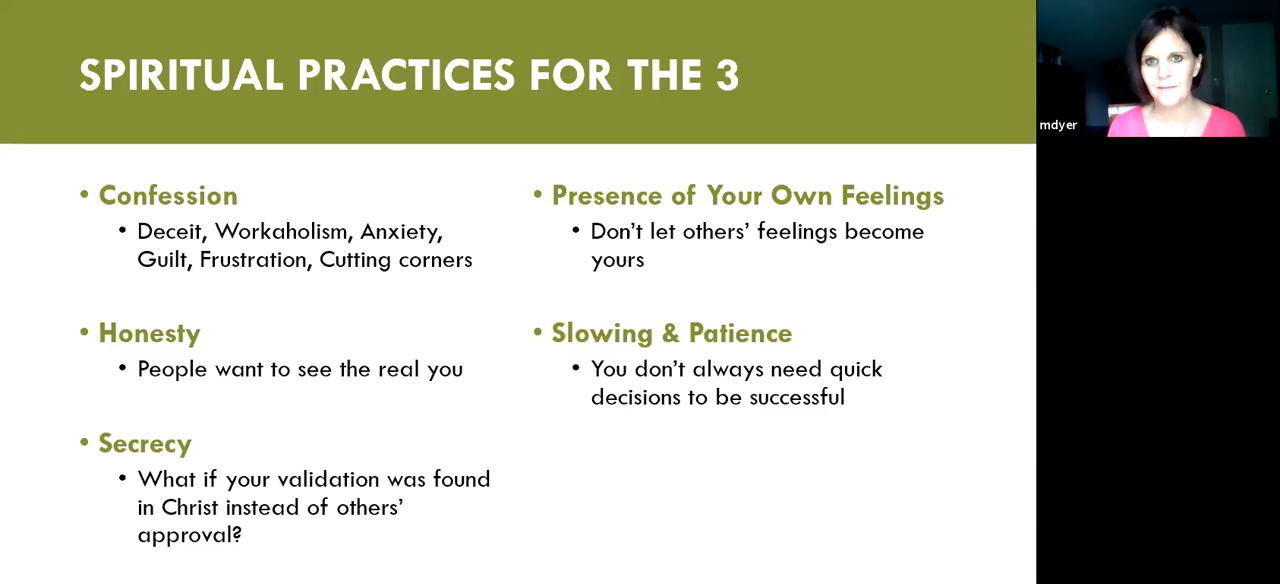 SPIRITUAL PRACTICES FOR THE 3
mdyer
• Confession
• Deceit, Workaholism, Anxiety,
Guilt, Frustration, Cutting corners
• Honesty
• People want to see the real you
• Secrecy
• What if your validation was found
in Christ instead of others’
approval?
• Presence of Your Own Feelings
• Don’t let others’ feelings become
yours
• Slowing & Patience
• You don’t always need quick
decisions to be successful